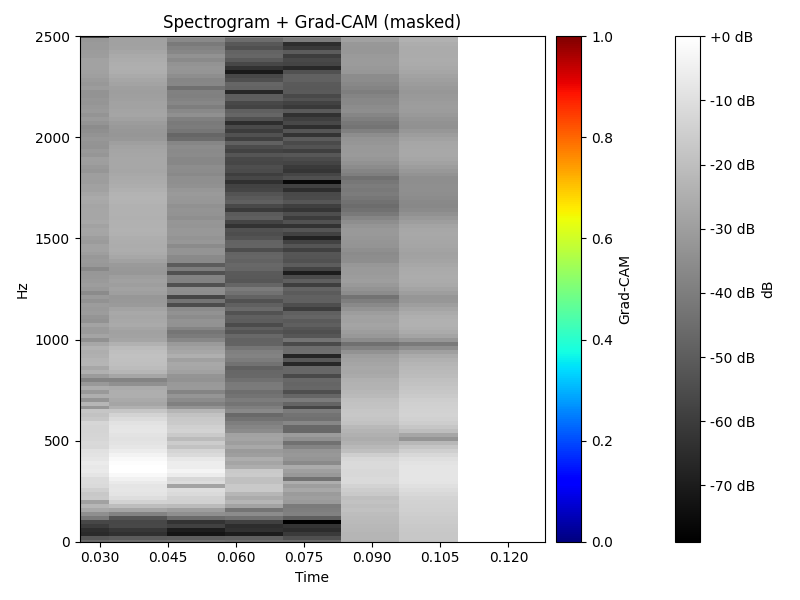 Spectrogram + Grad-CAM (masked)
2500
2000
1500
1000
500
0
Hz
0.030 0.045 0.060 0.075 0.090 0.105 0.120
Time
1.0
0.8
0.6
0.4
0.2
0.0
Grad-CAM
+0 dB
-10 dB
-20 dB
-30 dB
-40 dB
-50 dB
-60 dB
-70 dB
dB